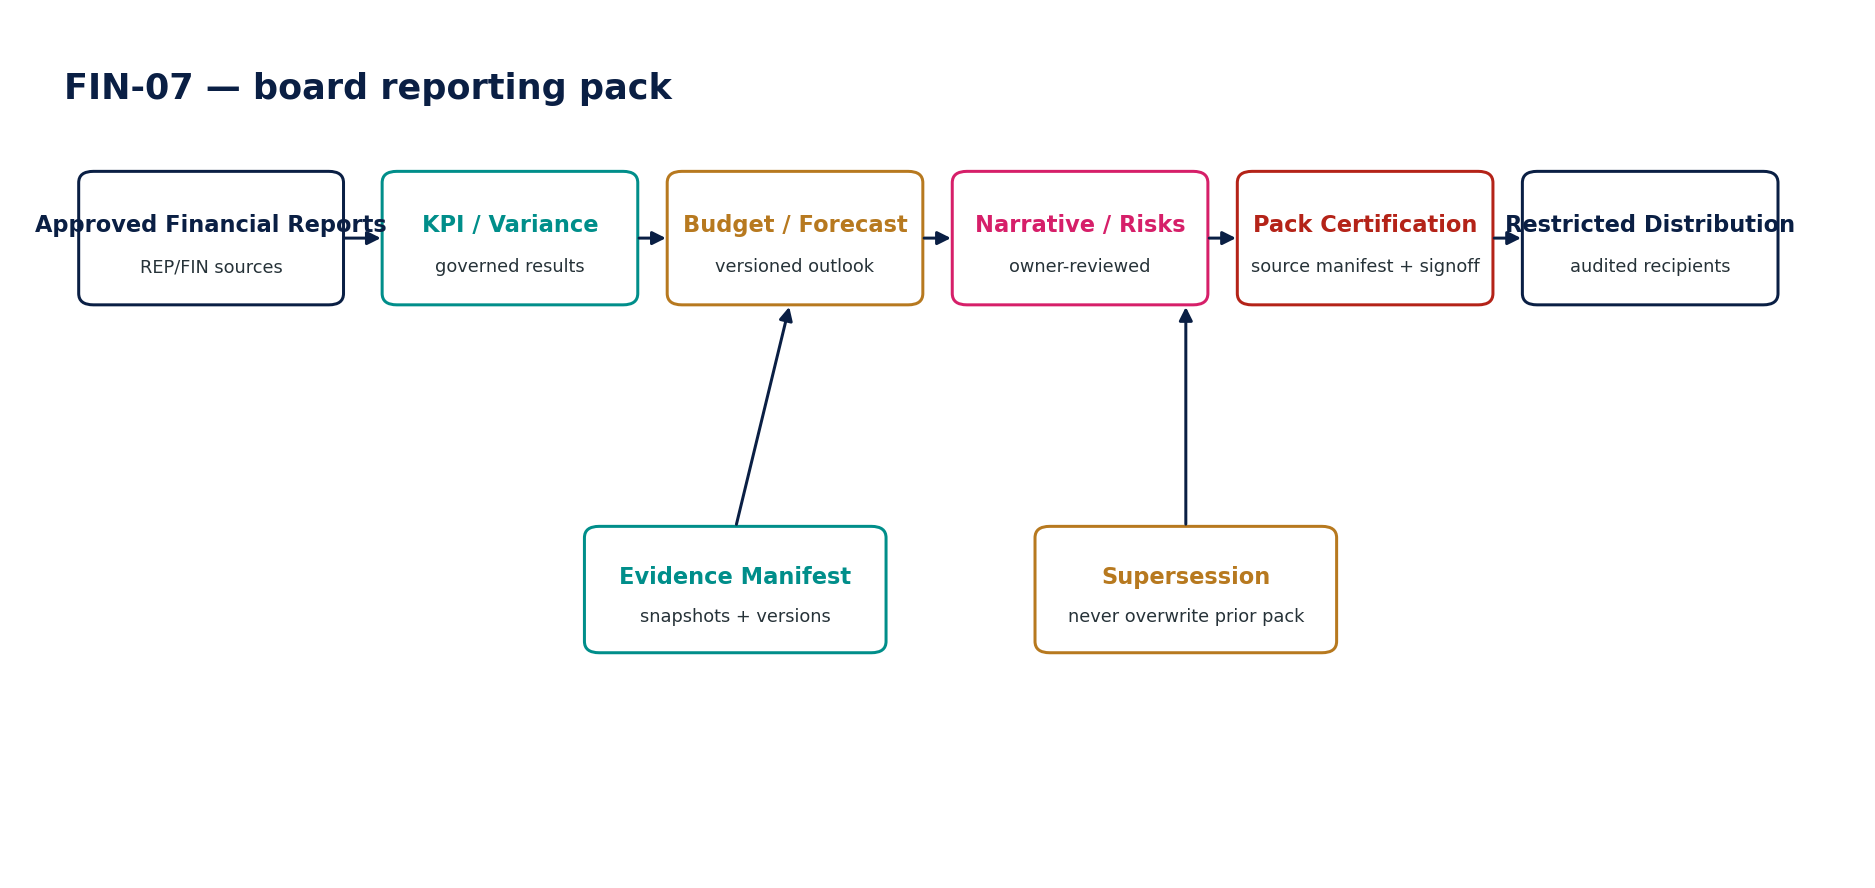 FIN-07 — board reporting pack
Approved Financial Reports
REP/FIN sources
KPI / Variance
governed results
Budget / Forecast
versioned outlook
Narrative / Risks
owner-reviewed
Pack Certification
source manifest + signoff
Restricted Distribution
audited recipients
Evidence Manifest
snapshots + versions
Supersession
never overwrite prior pack